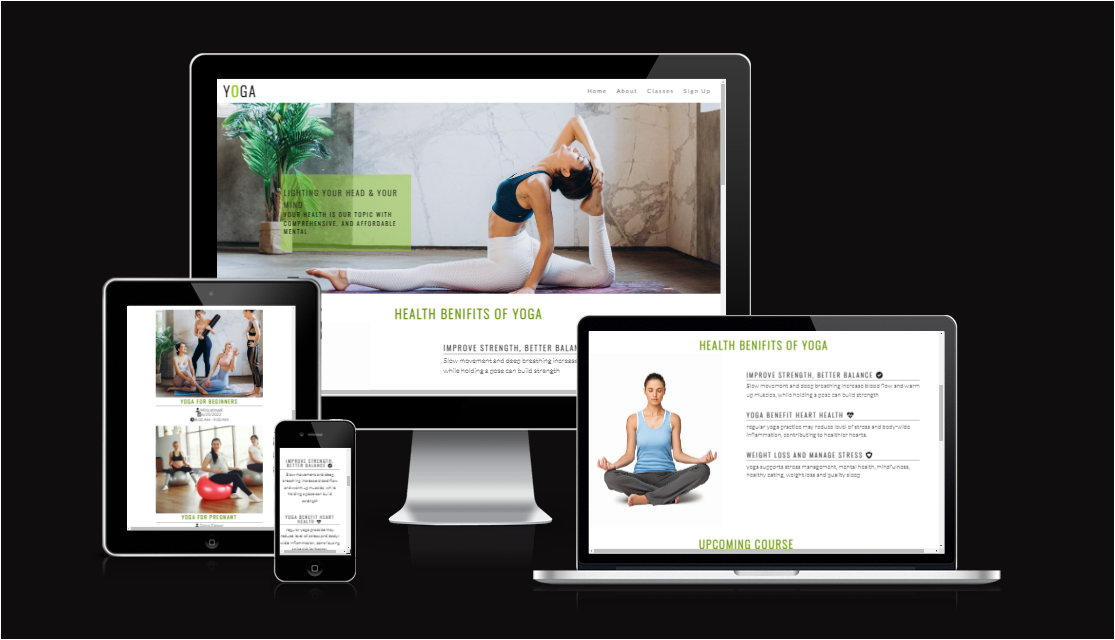 YOGA
Home About Classes Sign Up
LIGHTING YOUR HEAD & YOUR
MIND
YOUR HEALTH IS OUR TOPIC WITH
COMPREHENSIVE, AND AFFORDABLE
MENTAL
HEALTH BENIFITS OF YOGA
IMPROVE STRENGTH, BETTER BALAN
Slow movement and deep breathing increase
while holding a pose can build strength
YOGA FOR BEGINNERS
YOGA FOR PREGNANT
IMPROVE STRENGTH,
BETTER BALANCE
Slow movement and deep
breathing increase blood flow
and warm up muscles, while
holding a pose can build
strength
YOGA BENEFIT HEART
HEALTH
regular yoga practice may
reduce level of stress and body-
wide inflammation, contributing
to healthier hearts.
HEALTH BENIFITS OF YOGA
IMPROVE STRENGTH, BETTER BALANCE
Slow movement and deep breathing increase blood flow and warm
up muscles, while holding a pose can build strength
YOGA BENEFIT HEART HEALTH
regular yoga practice may reduce level of stress and body-wide
inflammation, contributing to healthier hearts.
WEIGHT LOSS AND MANAGE STRESS
yoga supports stress management, mental health, mindfulness,
healthy eating, weight loss and quality sleep
UPCOMING COURSE